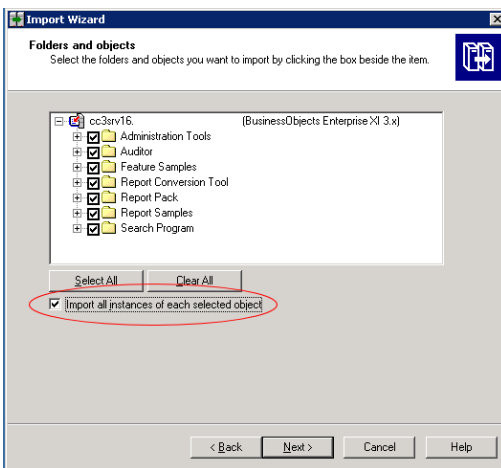 Import Wizard
Folders and objects
Select the folders and objects you want to import by clicking the box beside the item.
cc3srv16. (BusinessObjects Enterprise XI 3.x)
Administration Tools
Auditor
Feature Samples
Report Conversion Tool
Report Pack
Report Samples
Search Program
Select All Clear All
Import all instances of each selected object
< Back Next > Cancel Help